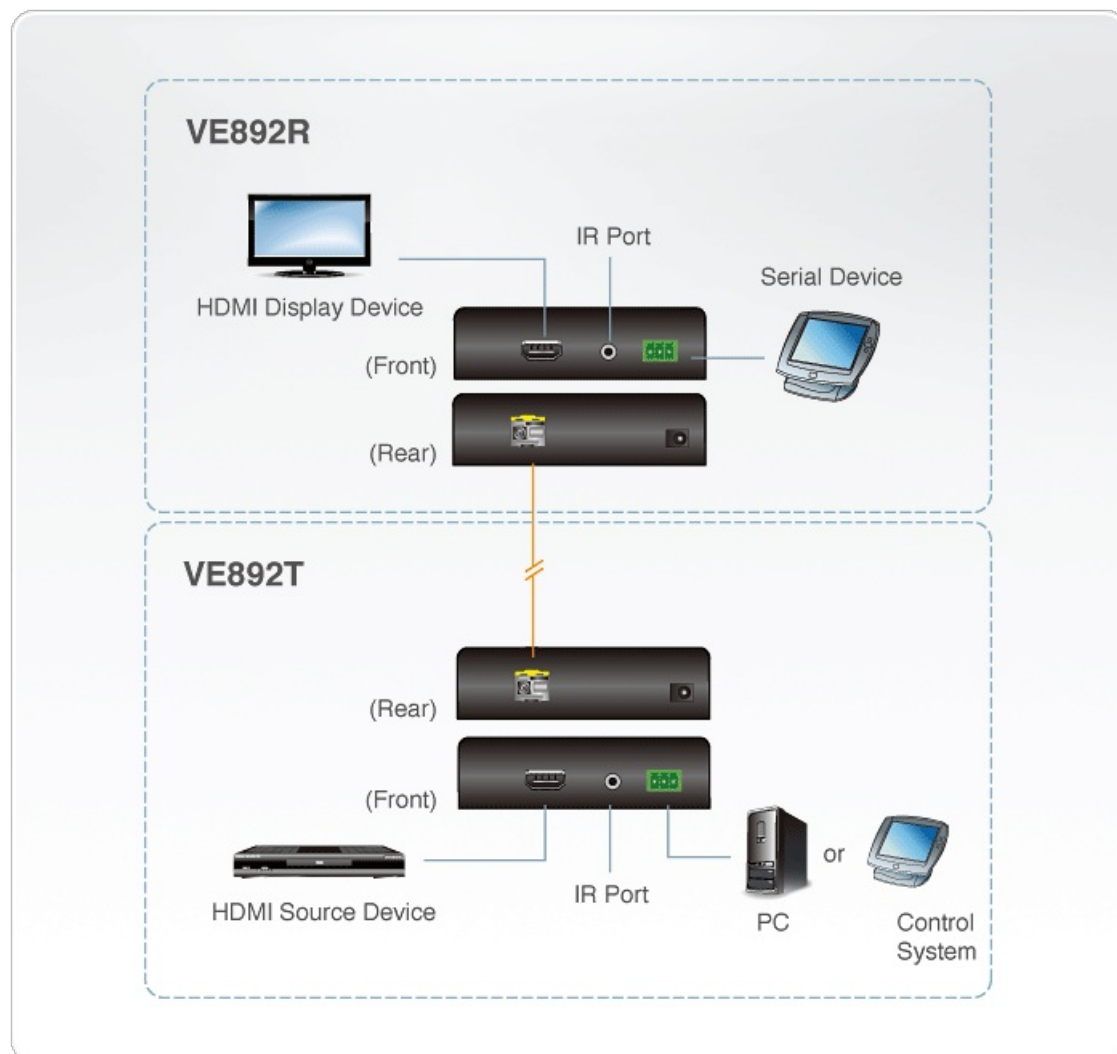 VE892R
IR Port
Serial Device
HDMI Display Device
(Front)
(Rear)
VE892T
(Rear)
(Front)
or
IR Port
HDMI Source Device
PC
Control
System